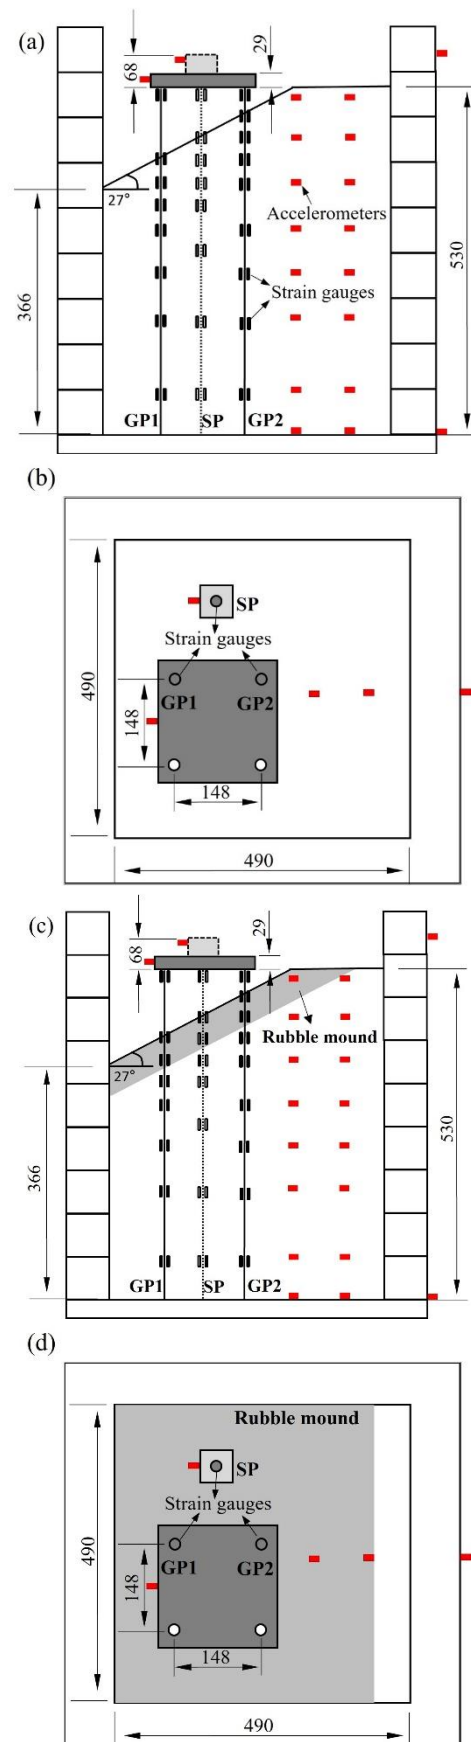 (a)
29
68
27°
Accelerometers
Strain gauges
366
530
GP1 SP GP2
(b)
SP
Strain gauges
490
GP1 GP2
148
148
490
(c)
29
68
Rubble mound
27°
366
530
GP1 SP GP2
(d)
Rubble mound
SP
Strain gauges
490
GP1 GP2
148
148
490